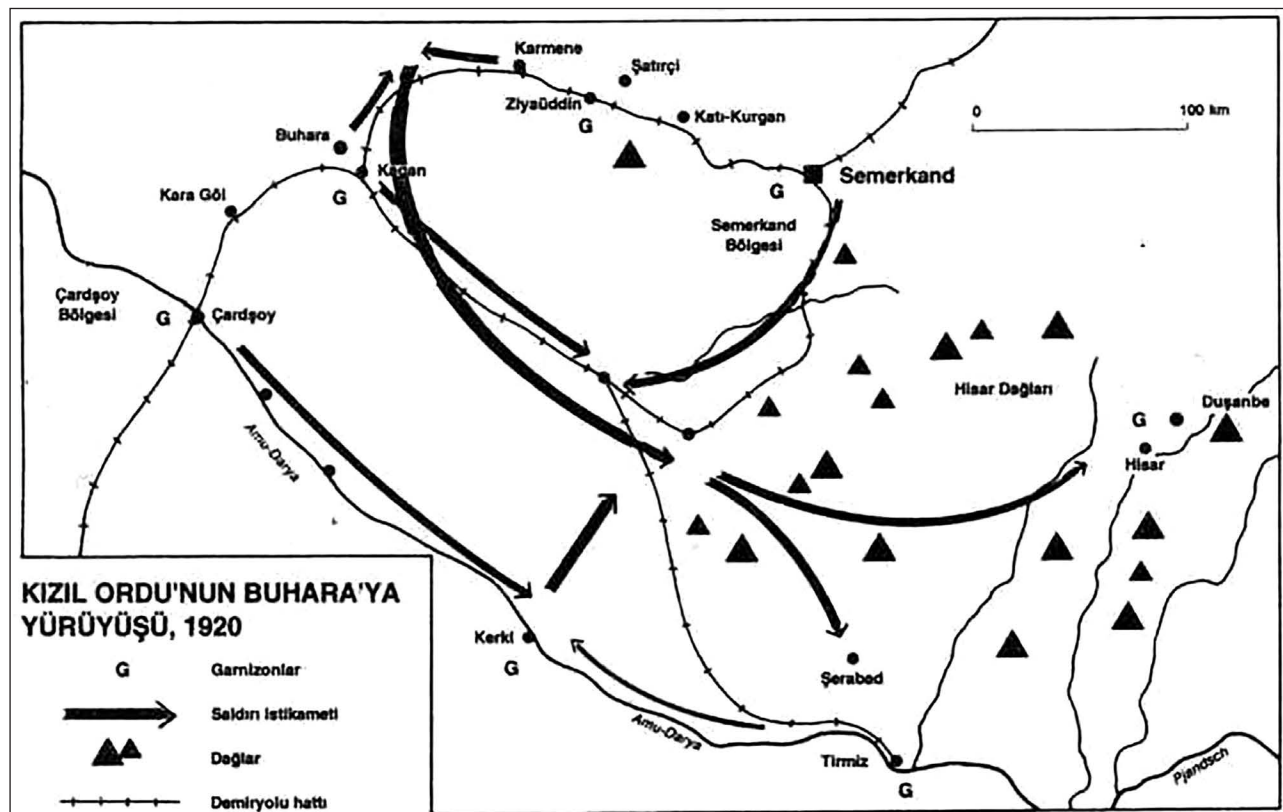 Karmene
Şatırçi
Ziyaüddin
G
Katı-Kurgan
0
100 km
Buhara
Kagan
G
Kara Göl
G
Semerkand
Semerkand
Bölgesi
Çardşoy
Bölgesi
G
Çardşoy
Amu-Darya
Hisar Dağları
G
Duşanbe
Hisar
Kerki
G
Şerabad
Amu-Darya
Tirmiz
G
Pjandsch
KIZIL ORDU'NUN BUHARA'YA
YÜRÜYÜŞÜ, 1920
G
Garnizonlar
Saldırı istikameti
Dağlar
Demiryolu hattı